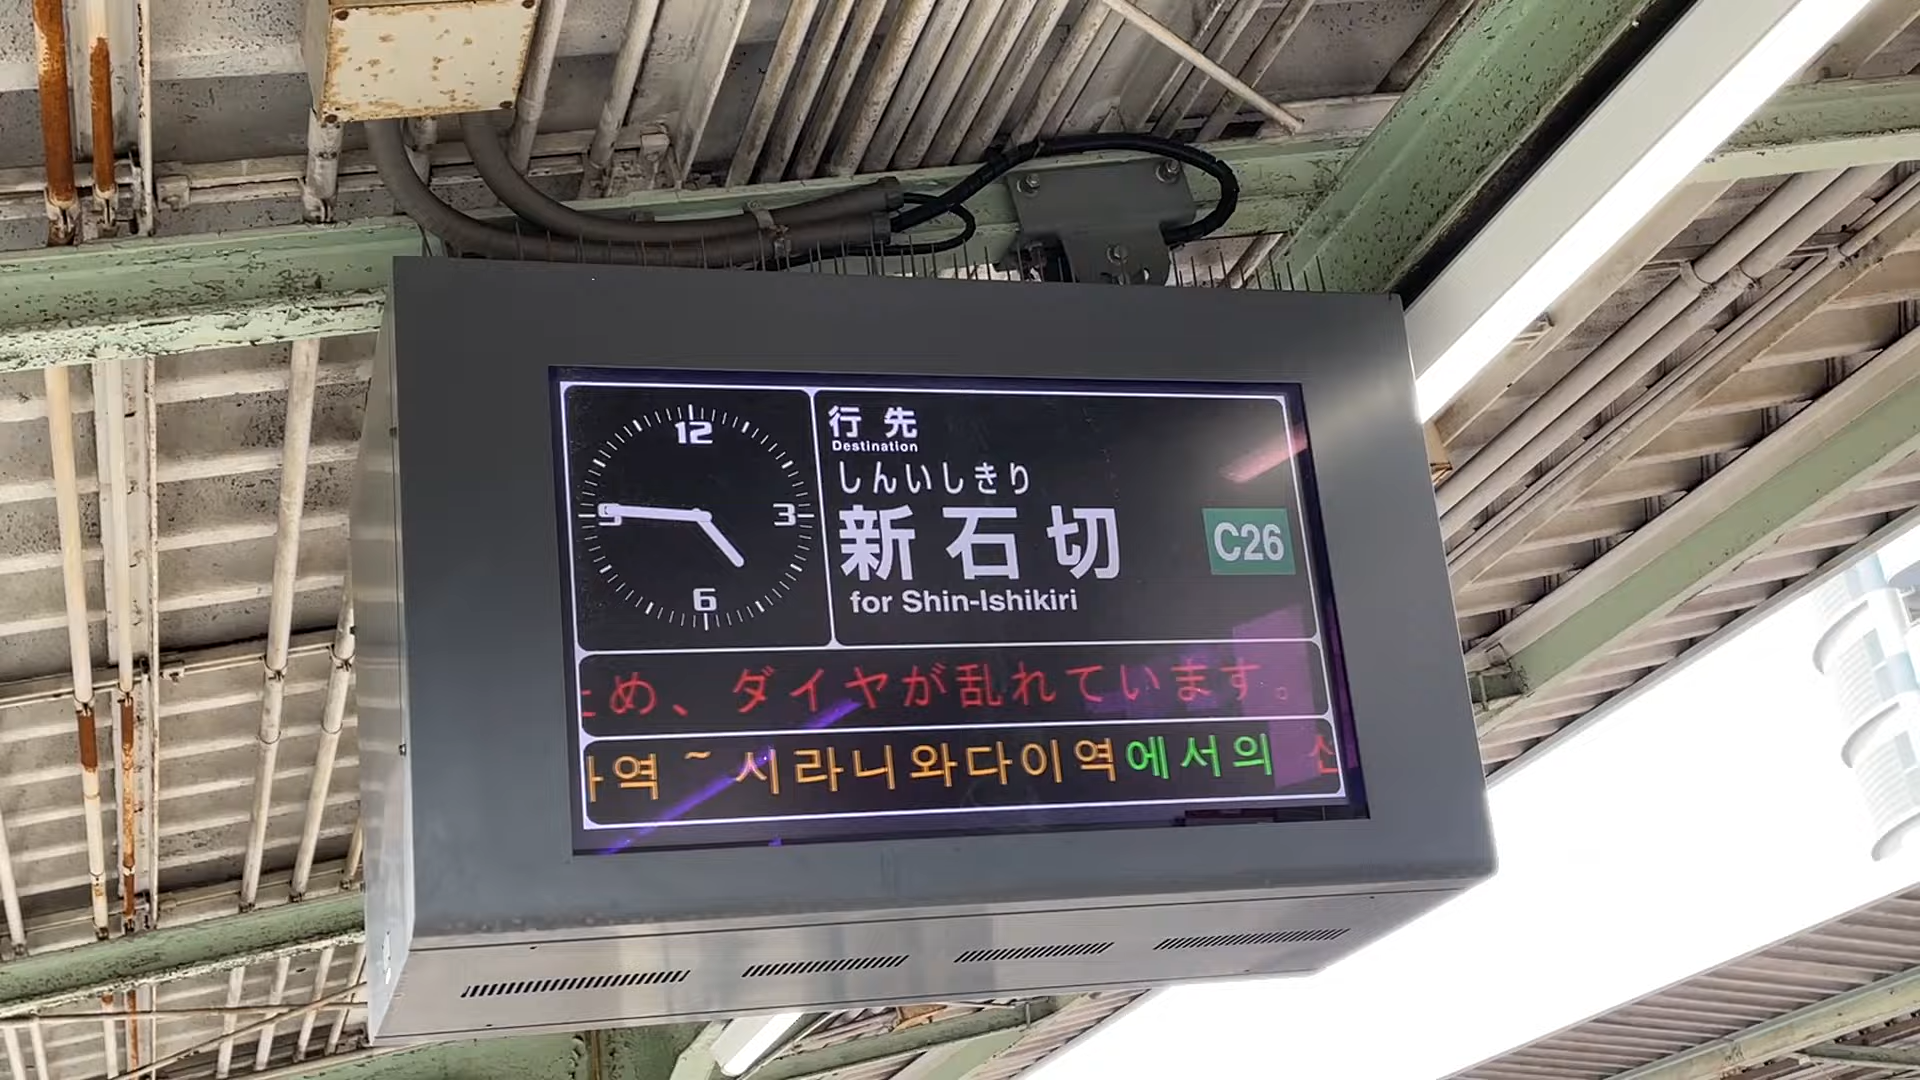 12
3
6
9
行先
Destination
しんいしきり
新石切
for Shin-Ishikiri
C26
め、ダイヤが乱れています。
역 ~ 시라니와다이역에서의